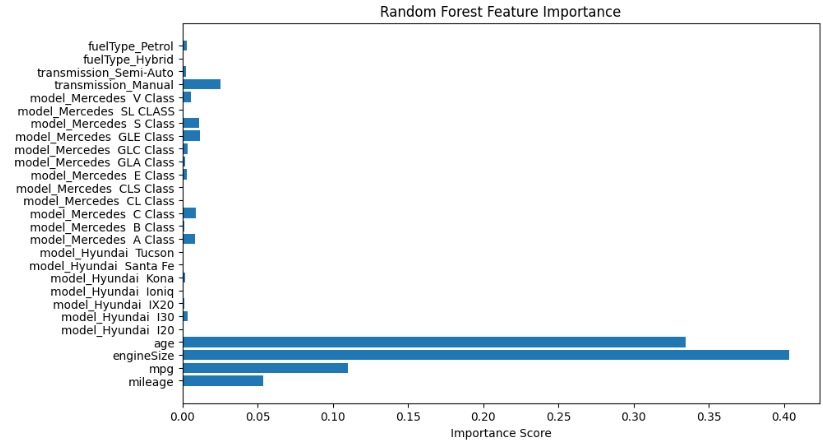 Random Forest Feature Importance
fuelType_Petrol
fuelType_Hybrid
transmission_Semi-Auto
transmission_Manual
model_Mercedes  V Class
model_Mercedes  SL CLASS
model_Mercedes  S Class
model_Mercedes  GLE Class
model_Mercedes  GLC Class
model_Mercedes  GLA Class
model_Mercedes  E Class
model_Mercedes  CLS Class
model_Mercedes  CL Class
model_Mercedes  C Class
model_Mercedes  B Class
model_Mercedes  A Class
model_Hyundai  Tucson
model_Hyundai  Santa Fe
model_Hyundai  Kona
model_Hyundai  Ioniq
model_Hyundai  IX20
model_Hyundai  I30
model_Hyundai  I20
age
engineSize
mpg
mileage
0.00 0.05 0.10 0.15 0.20 0.25 0.30 0.35 0.40
Importance Score